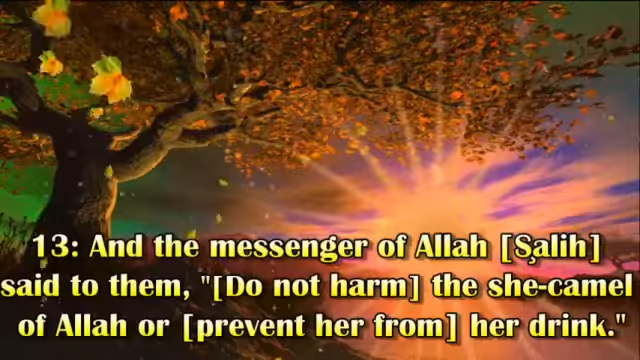 13: And the messenger of Allah [Şalih]
said to them, "[Do not harm] the she-camel
of Allah or [prevent her from] her drink."